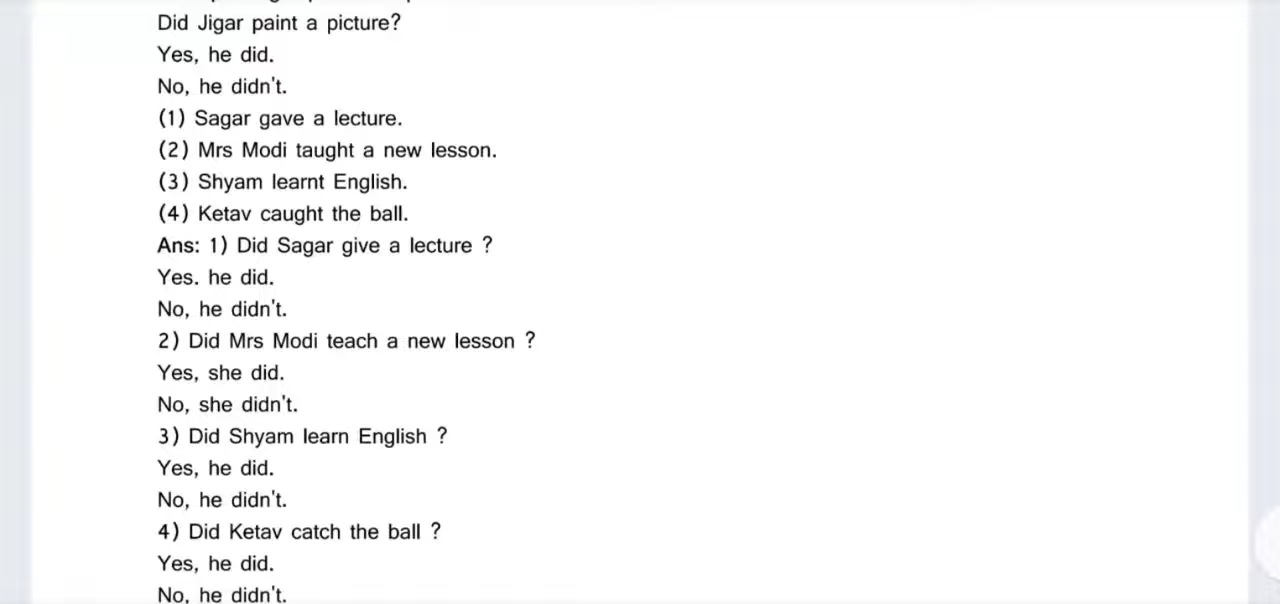 Did Jigar paint a picture?
Yes, he did.
No, he didn't.
(1) Sagar gave a lecture.
(2) Mrs Modi taught a new lesson.
(3) Shyam learnt English.
(4) Ketav caught the ball.
Ans: 1) Did Sagar give a lecture ?
Yes. he did.
No, he didn't.
2) Did Mrs Modi teach a new lesson ?
Yes, she did.
No, she didn't.
3) Did Shyam learn English ?
Yes, he did.
No, he didn't.
4) Did Ketav catch the ball ?
Yes, he did.
No, he didn't.